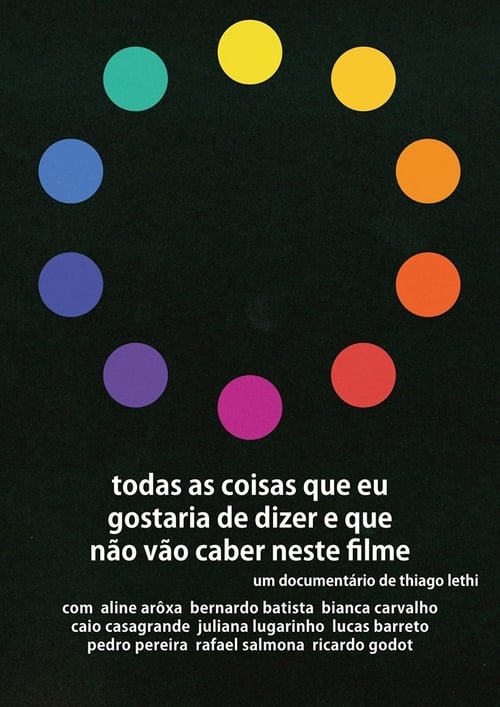 todas as coisas que eu
gostaria de dizer e que
não vão caber neste filme
um documentário de thiago lethi
com aline arôxa bernardo batista bianca carvalho
caio casagrande juliana lugarinho lucas barreto
pedro pereira rafael salmona ricardo godot